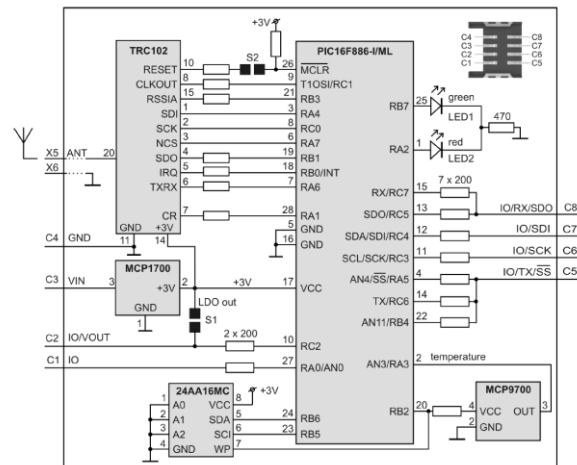 +3V
TRC102
PIC16F886-I/ML
C4 C8
C3 C7
C2 C6
C1 C5
S2
RESET 10 26 MCLR
CLKOUT 8 9 T1OSI/RC1
RSSIA 15 21 RB3
SDI 1 3 RA4
SCK 2 8 RC0
NCS 3 6 RA7
SDO 4 19 RB1
IRQ 5 18 RB0/INT
TXRX 6 7 RA6
CR 7 28 RA1
5 GND
16 GND
RB7 25 green
LED1
470
RA2 1 red
LED2
X5 ANT 20
X6
7 x 200
RX/RC7 15
SDO/RC5 13 IO/RX/SDO C8
SDA/SDI/RC4 12 IO/SDI C7
SCL/SCK/RC3 11 IO/SCK C6
AN4/SS/RA5 4 IO/TX/SS C5
TX/RC6 14
AN11/RB4 22
GND +3V
11 14
C4 GND
MCP1700
C3 VIN 3 +3V 2 +3V 17 VCC
GND
1
LDO out
S1
C2 IO/VOUT 2 x 200 10 RC2
C1 IO 27 RA0/AN0
AN3/RA3 2 temperature
24AA16MC
+3V
1 A0 VCC 8
2 A1 SDA 5 24 RB6
3 A2 SCI 6 23 RB5
4 GND WP 7
RB2 20
MCP9700
4 VCC OUT 3
2 GND